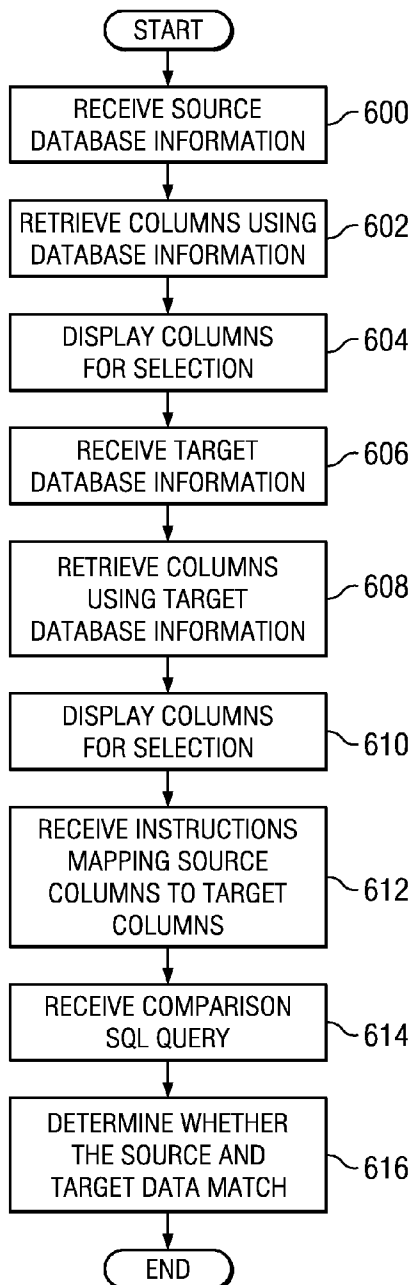 START
RECEIVE SOURCE
DATABASE INFORMATION
600
RETRIEVE COLUMNS USING
DATABASE INFORMATION
602
DISPLAY COLUMNS
FOR SELECTION
604
RECEIVE TARGET
DATABASE INFORMATION
606
RETRIEVE COLUMNS
USING TARGET
DATABASE INFORMATION
608
DISPLAY COLUMNS
FOR SELECTION
610
RECEIVE INSTRUCTIONS
MAPPING SOURCE
COLUMNS TO TARGET
COLUMNS
612
RECEIVE COMPARISON
SQL QUERY
614
DETERMINE WHETHER
THE SOURCE AND
TARGET DATA MATCH
616
END